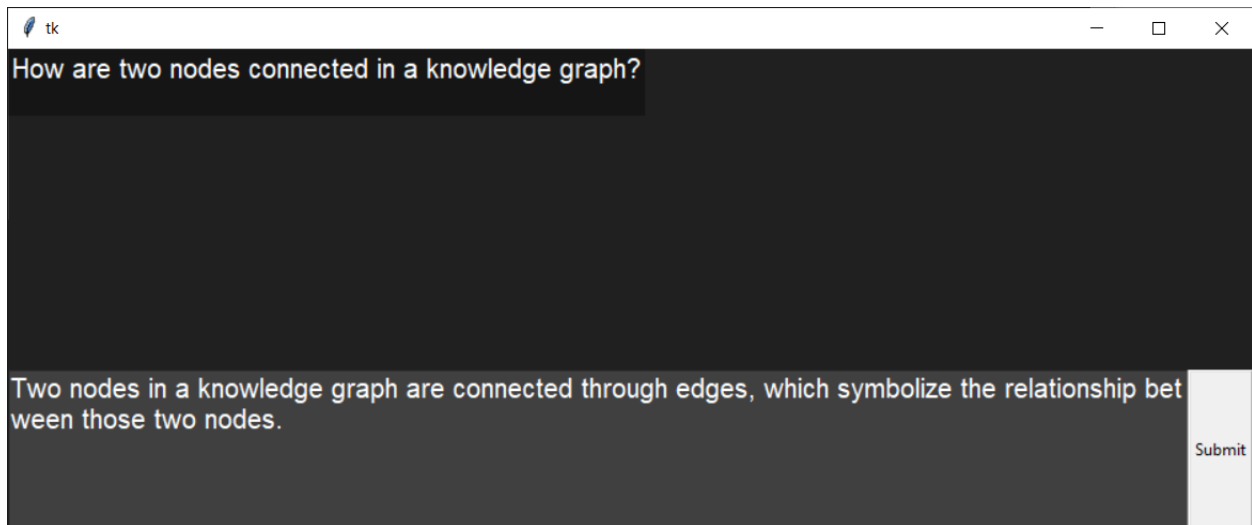 tk
How are two nodes connected in a knowledge graph?
Two nodes in a knowledge graph are connected through edges, which symbolize the relationship bet
ween those two nodes.
Submit